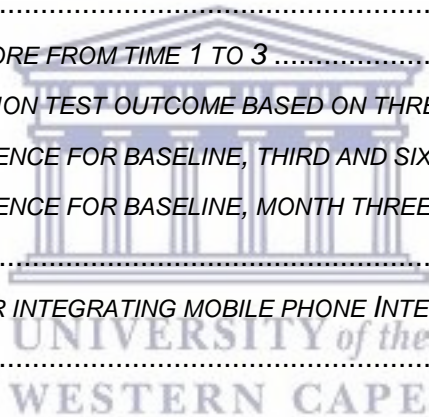 ........................................................
ORE FROM TIME 1 TO 3 ........................
ION TEST OUTCOME BASED ON THRE
ENCE FOR BASELINE, THIRD AND SIX
ENCE FOR BASELINE, MONTH THREE
........................................................
R INTEGRATING MOBILE PHONE INTE
UNIVERSITY of the
........................................................
WESTERN CAPE